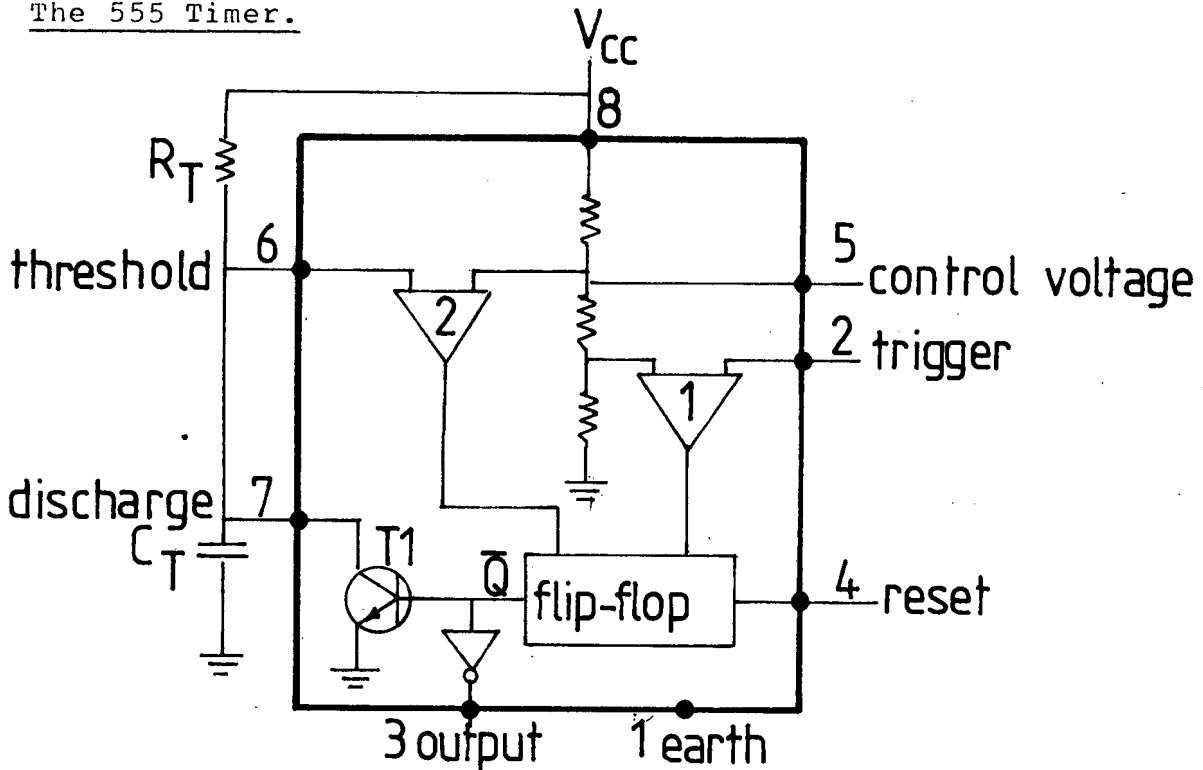 The 555 Timer.
VCC
8
RT
6
threshold
5
control voltage
2
2
trigger
1
discharge
7
CT
T1
Q̅
flip-flop
4
reset
3 output
1 earth